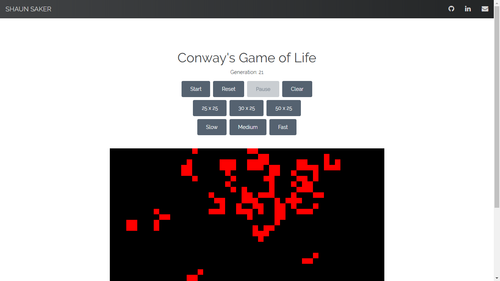 SHAUN SAKER
Conway's Game of Life
Generation: 21
Start Reset Pause Clear
25 x 25 30 x 25 50 x 25
Slow Medium Fast